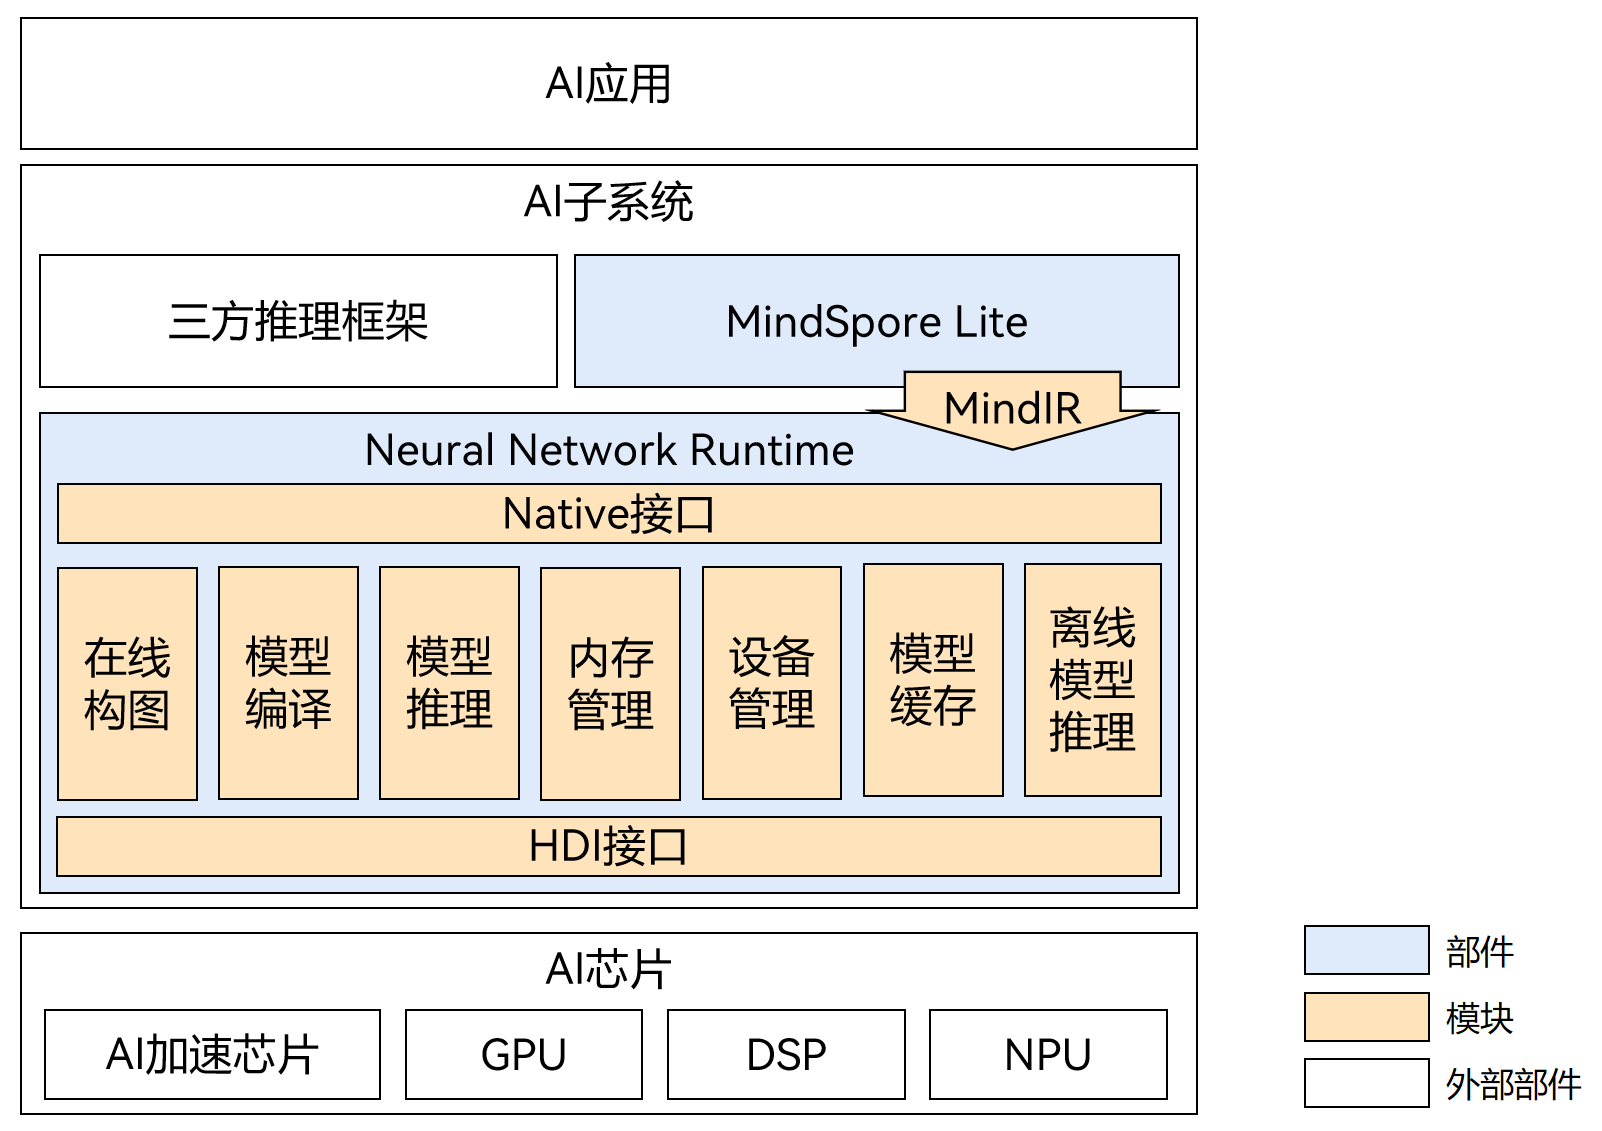 AI应用
AI子系统
三方推理框架
MindSpore Lite
MindIR
Neural Network Runtime
Native接口
在线
构图
模型
编译
模型
推理
内存
管理
设备
管理
模型
缓存
离线
模型
推理
HDI接口
AI芯片
AI加速芯片
GPU
DSP
NPU
部件
模块
外部部件